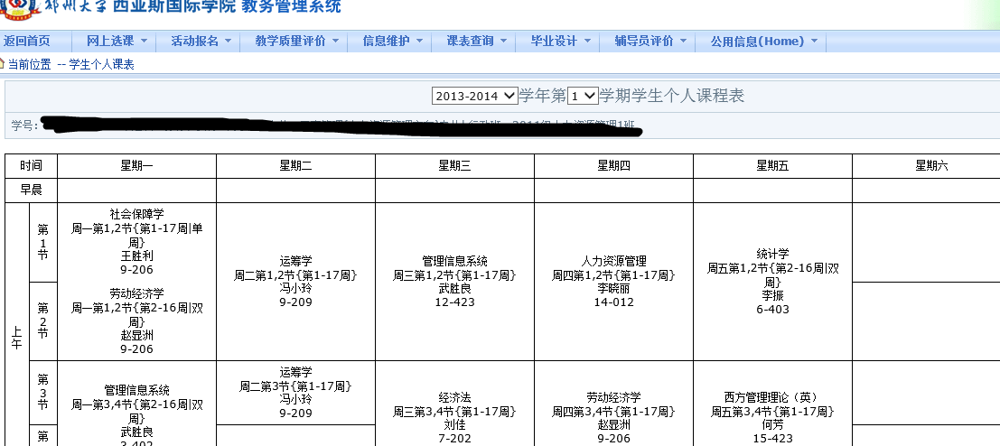 郑州大学 西亚斯国际学院 教务管理系统
返回首页 网上选课 活动报名 教学质量评价 信息维护 课表查询 毕业设计 辅导员评价 公用信息(Home)
当前位置 -- 学生个人课表
2013-2014 学年第 1 学期学生个人课程表
学号:
时间 星期一 星期二 星期三 星期四 星期五 星期六
早晨
上午
第1节
社会保障学
周一第1,2节{第1-17周|单
周}
王胜利
9-206
劳动经济学
周一第1,2节{第2-16周|双
周}
赵显洲
9-206
运筹学
周二第1,2节{第1-17周}
冯小玲
9-209
管理信息系统
周三第1,2节{第1-17周}
武胜良
12-423
人力资源管理
周四第1,2节{第1-17周}
李晓丽
14-012
统计学
周五第1,2节{第2-16周|双
周}
李振
6-403
第2节
第3节
管理信息系统
周一第3,4节{第2-16周|双
周}
武胜良
3-402
运筹学
周二第3节{第1-17周}
冯小玲
9-209
经济法
周三第3,4节{第1-17周}
刘佳
7-202
劳动经济学
周四第3,4节{第1-17周}
赵显洲
9-206
西方管理理论（英）
周五第3,4节{第1-17周}
何芳
15-423
第